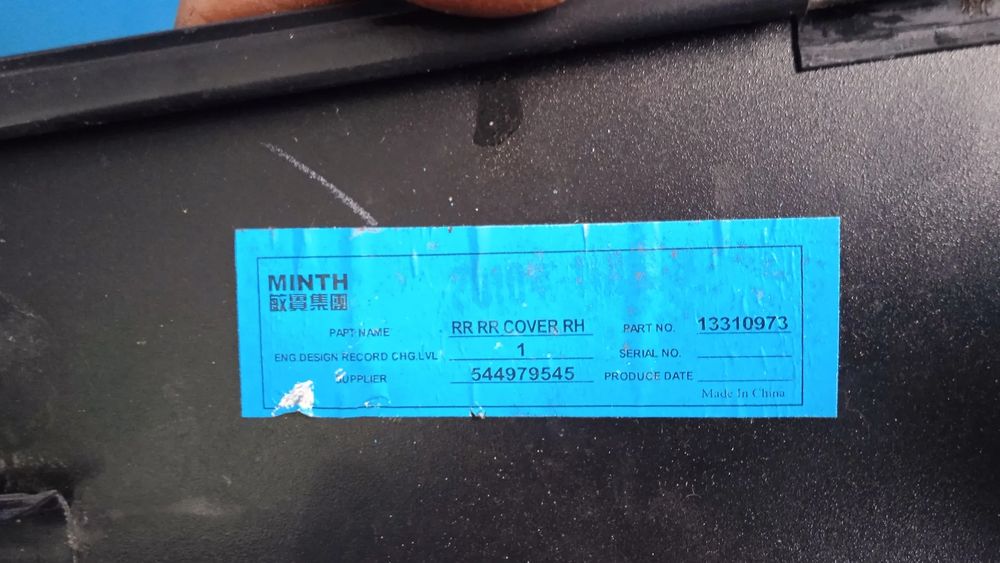 MINTH
敏實集團
PART NAME RR RR COVER RH PART NO. 13310973
ENG DESIGN RECORD CHG.LVL 1 SERIAL NO.
SUPPLIER 544979545 PRODUCE DATE
Made In China